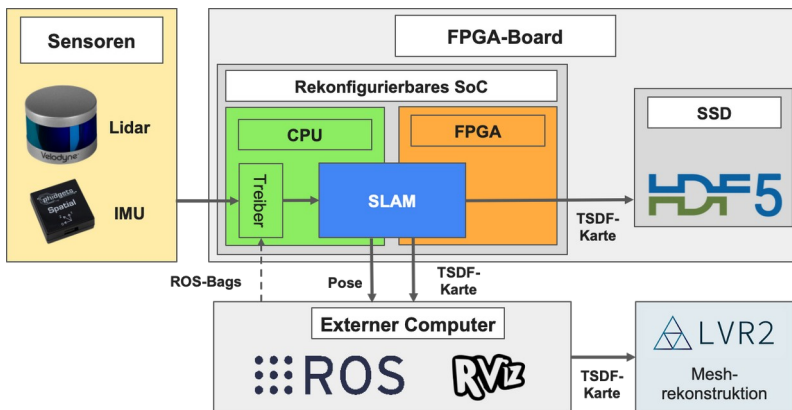 Sensoren
Lidar
Velodyne
phidgets
Spatial
IMU
FPGA-Board
Rekonfigurierbares SoC
CPU
FPGA
Treiber
SLAM
SSD
HDF5
TSDF-
Karte
ROS-Bags
Pose
TSDF-
Karte
Externer Computer
ROS
RViz
TSDF-
Karte
LVR2
Mesh-
rekonstruktion